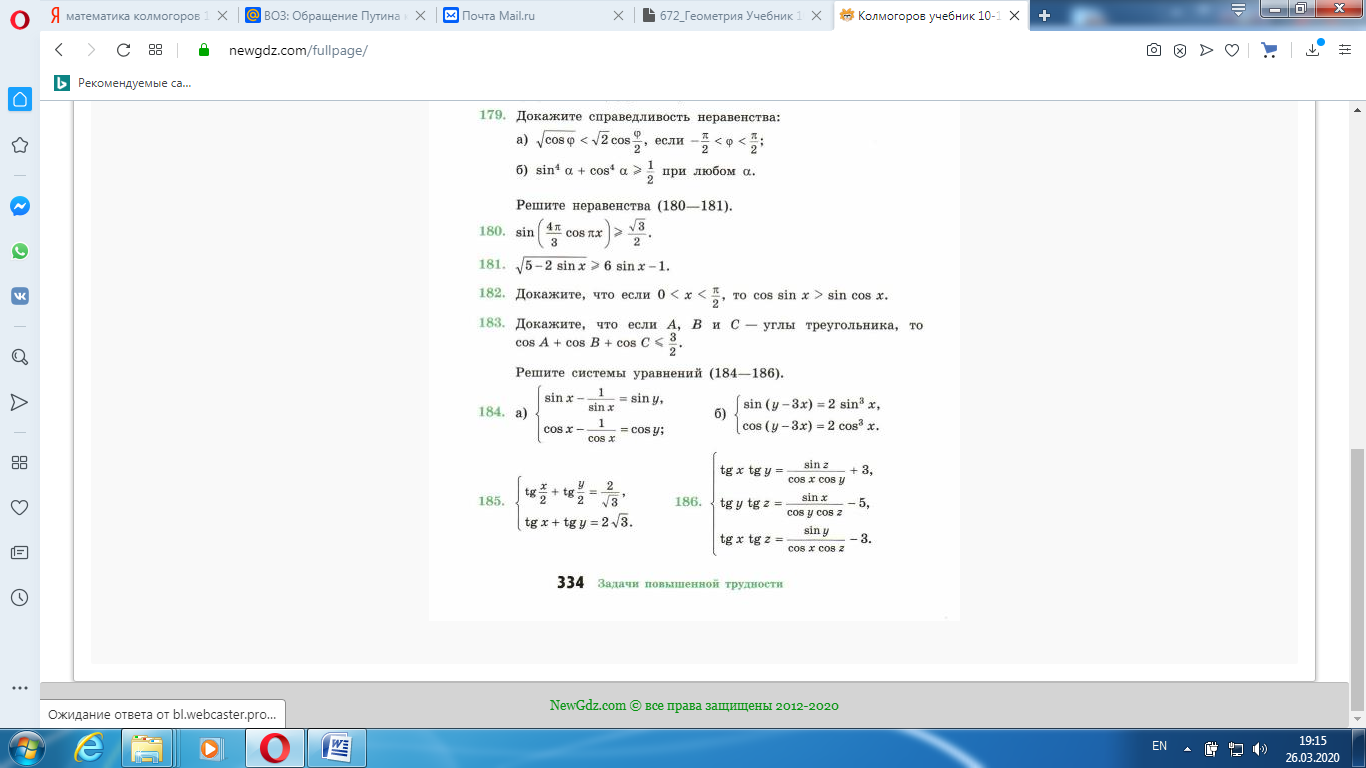 математика колмогоров 1
ВОЗ: Обращение Путина к
Почта Mail.ru
672_Геометрия Учебник 1
Колмогоров учебник 10-1
newgdz.com/fullpage/
Рекомендуемые са...
179. Докажите справедливость неравенства:
а) √cos φ < √2 cos φ/2, если −π/2 < φ < π/2;
б) sin⁴ α + cos⁴ α ⩾ 1/2 при любом α.
Решите неравенства (180—181).
180. sin (4π/3 cos πx) ⩾ √3/2.
181. √(5−2 sin x) ⩾ 6 sin x−1.
182. Докажите, что если 0 < x < π/2, то cos sin x > sin cos x.
183. Докажите, что если A, B и C — углы треугольника, то
cos A + cos B + cos C ⩽ 3/2.
Решите системы уравнений (184—186).
184. а) { sin x − 1/sin x = sin y,
cos x − 1/cos x = cos y;
б) { sin (y−3x) = 2 sin³ x,
cos (y−3x) = 2 cos³ x.
185. { tg x/2 + tg y/2 = 2/√3,
tg x + tg y = 2√3.
186. { tg x tg y = sin z/(cos x cos y) + 3,
tg y tg z = sin x/(cos y cos z) − 5,
tg x tg z = sin y/(cos x cos z) − 3.
334 Задачи повышенной трудности
NewGdz.com © все права защищены 2012-2020
Ожидание ответа от bl.webcaster.pro...
EN
19:15
26.03.2020